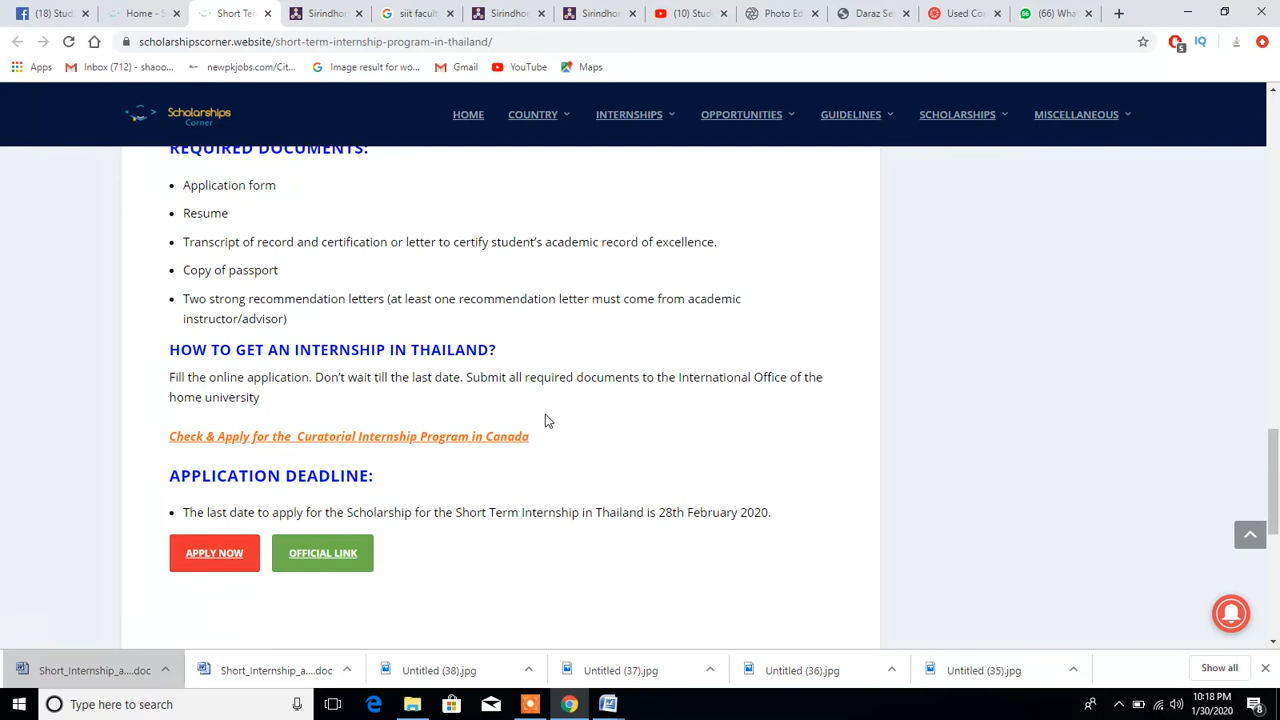 (18) Stud
Home - S
Short Ter
Sirindhor
siit facult
Sirindhor
Sirindhor
(10) Stud
Photo Ed
Daraz Se
Used Co
(66) Wha
scholarshipscorner.website/short-term-internship-program-in-thailand/
5
IQ
Apps
Inbox (712) - shaoo...
newpkjobs.com/Cit...
Image result for wo...
Gmail
YouTube
Maps
Scholarships
Corner
HOME
COUNTRY
INTERNSHIPS
OPPORTUNITIES
GUIDELINES
SCHOLARSHIPS
MISCELLANEOUS
REQUIRED DOCUMENTS:
Application form
Resume
Transcript of record and certification or letter to certify student's academic record of excellence.
Copy of passport
Two strong recommendation letters (at least one recommendation letter must come from academic
instructor/advisor)
HOW TO GET AN INTERNSHIP IN THAILAND?
Fill the online application. Don't wait till the last date. Submit all required documents to the International Office of the
home university
Check & Apply for the Curatorial Internship Program in Canada
APPLICATION DEADLINE:
The last date to apply for the Scholarship for the Short Term Internship in Thailand is 28th February 2020.
APPLY NOW
OFFICIAL LINK
Short_Internship_a....doc
Short_Internship_a....doc
Untitled (38).jpg
Untitled (37).jpg
Untitled (36).jpg
Untitled (35).jpg
Show all
Type here to search
10:18 PM
1/30/2020
8